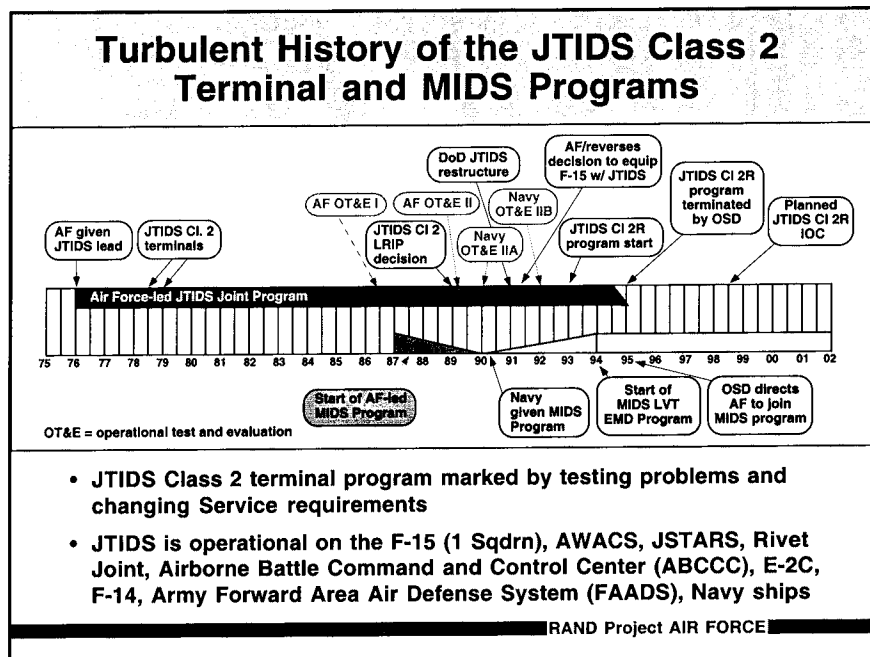 Turbulent History of the JTIDS Class 2
Terminal and MIDS Programs
AF given
JTIDS lead
JTIDS Cl. 2
terminals
AF OT&E I
AF OT&E II
JTIDS Cl 2
LRIP
decision
DoD JTIDS
restructure
Navy
OT&E IIA
Navy
OT&E IIB
AF/reverses
decision to equip
F-15 w/ JTIDS
JTIDS Cl 2R
program start
JTIDS Cl 2R
program
terminated
by OSD
Planned
JTIDS Cl 2R
IOC
Air Force-led JTIDS Joint Program
75 76 77 78 79 80 81 82 83 84 85 86 87 88 89 90 91 92 93 94 95 96 97 98 99 00 01 02
Start of AF-led
MIDS Program
Navy
given MIDS
Program
Start of
MIDS LVT
EMD Program
OSD directs
AF to join
MIDS program
OT&E = operational test and evaluation
• JTIDS Class 2 terminal program marked by testing problems and
changing Service requirements
• JTIDS is operational on the F-15 (1 Sqdrn), AWACS, JSTARS, Rivet
Joint, Airborne Battle Command and Control Center (ABCCC), E-2C,
F-14, Army Forward Area Air Defense System (FAADS), Navy ships
RAND Project AIR FORCE